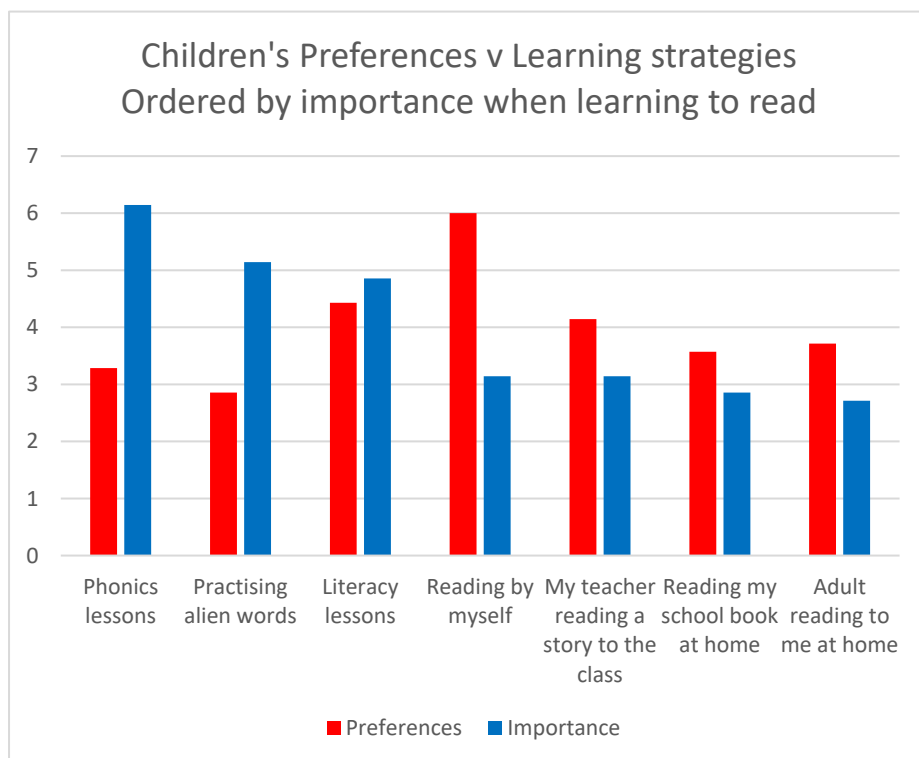 Children's Preferences v Learning strategies
Ordered by importance when learning to read
7
6
5
4
3
2
1
0
Phonics lessons
Practising alien words
Literacy lessons
Reading by myself
My teacher reading a story to the class
Reading my school book at home
Adult reading to me at home
Preferences
Importance